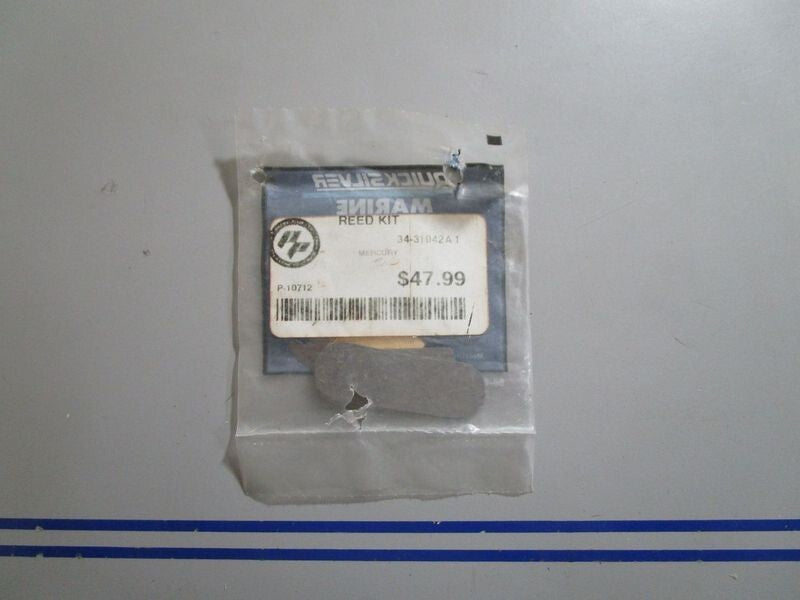 QUICKSILVER
MARINE
REED KIT
34-31042A 1
MERCURY
$47.99
P-10712